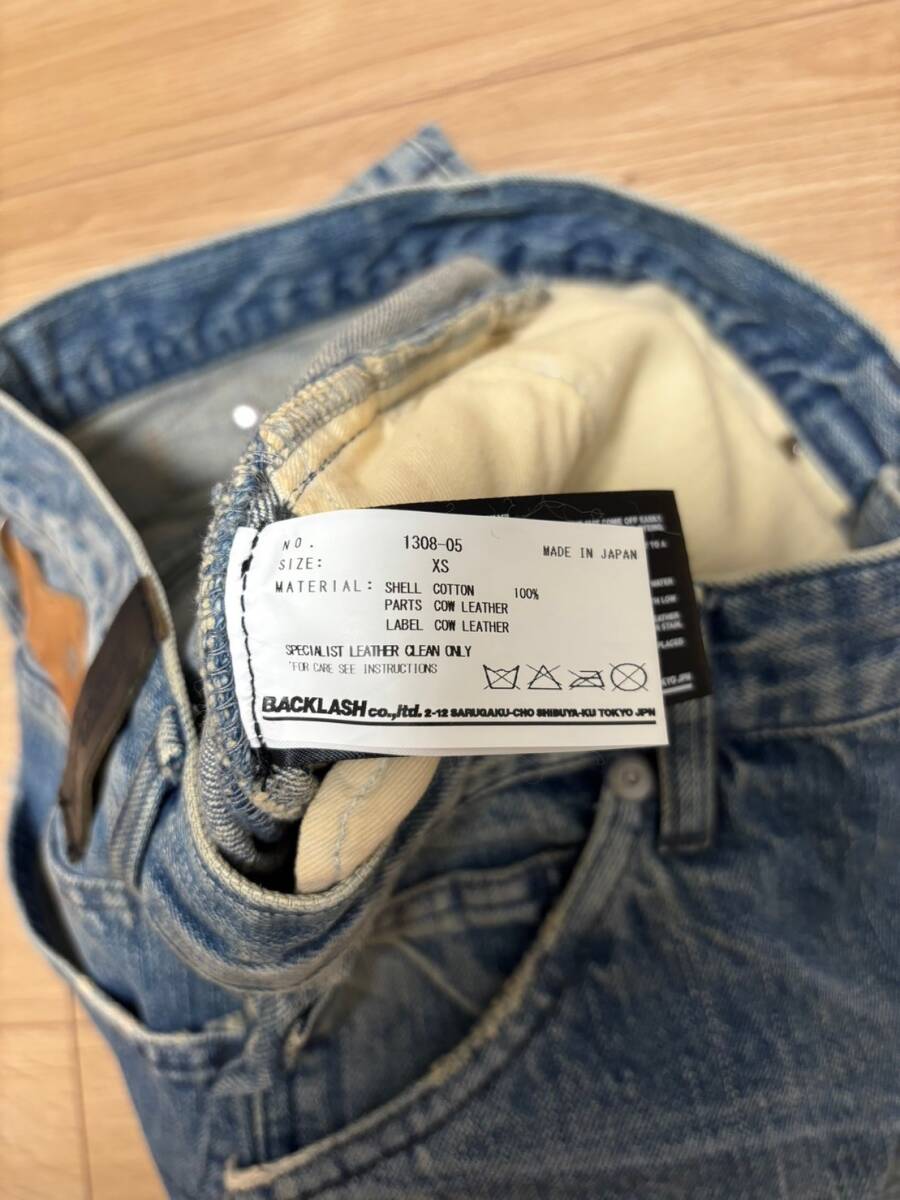 NO. 1308-05 MADE IN JAPAN
SIZE: XS
MATERIAL: SHELL COTTON 100%
PARTS COW LEATHER
LABEL COW LEATHER
SPECIALIST LEATHER CLEAN ONLY
*FOR CARE SEE INSTRUCTIONS
BACKLASH co.,ltd. 2-12 SARUGAKU-CHO SHIBUYA-KU TOKYO JPN